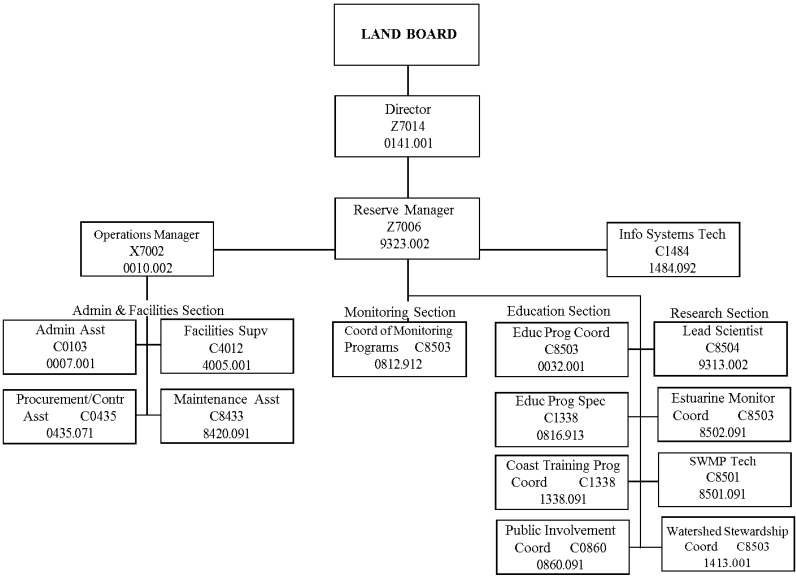 LAND BOARD
Director
Z7014
0141.001
Reserve Manager
Z7006
9323.002
Operations Manager
X7002
0010.002
Info Systems Tech
C1484
1484.092
Admin & Facilities Section
Admin Asst
C0103
0007.001
Facilities Supv
C4012
4005.001
Procurement/Contr
Asst C0435
0435.071
Maintenance Asst
C8433
8420.091
Monitoring Section
Coord of Monitoring
Programs C8503
0812.912
Education Section
Educ Prog Coord
C8503
0032.001
Educ Prog Spec
C1338
0816.913
Coast Training Prog
Coord C1338
1338.091
Public Involvement
Coord C0860
0860.091
Research Section
Lead Scientist
C8504
9313.002
Estuarine Monitor
Coord C8503
8502.091
SWMP Tech
C8501
8501.091
Watershed Stewardship
Coord C8503
1413.001